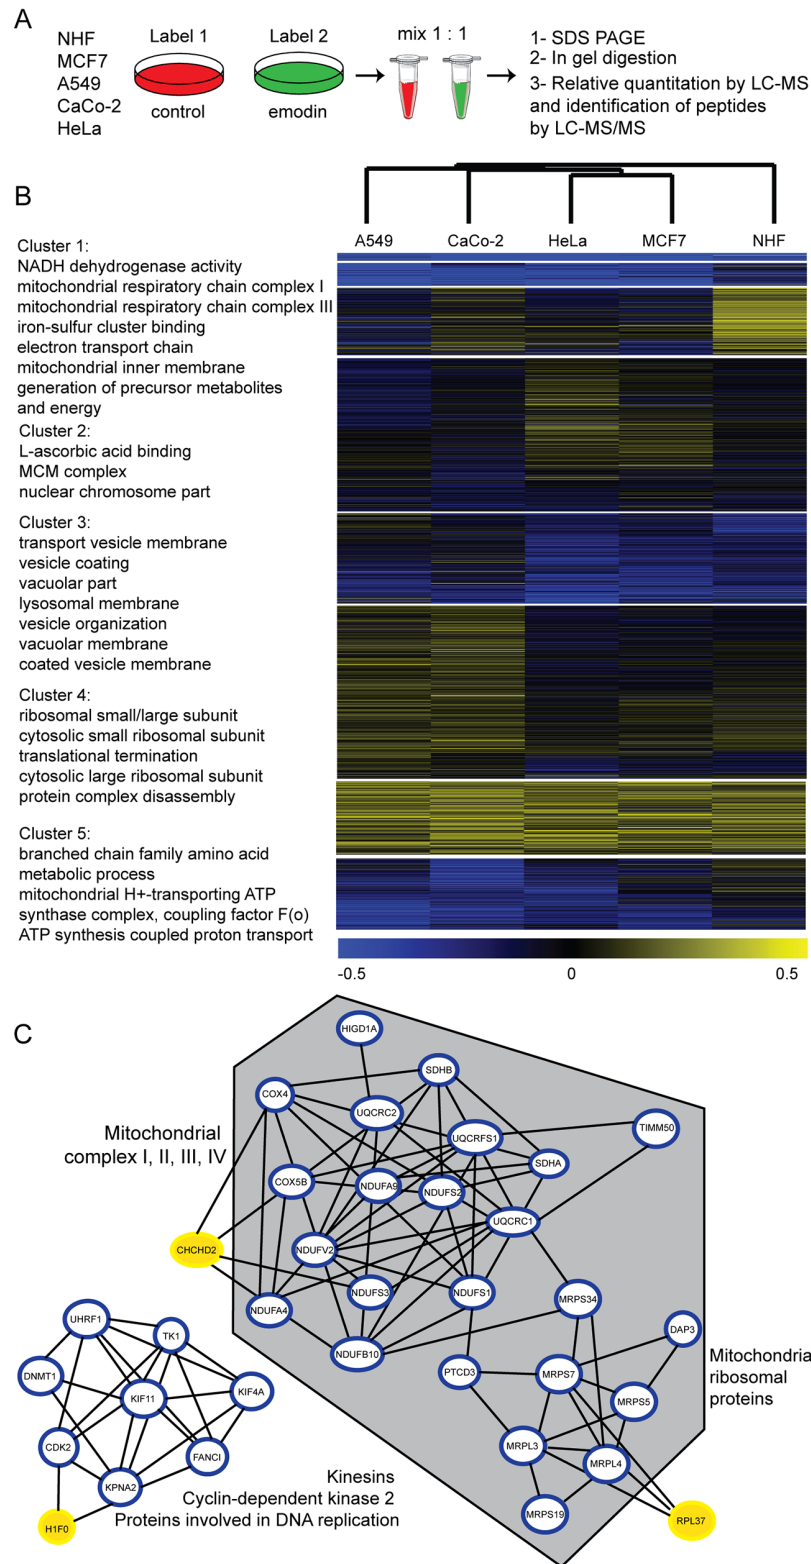 A
NHF
MCF7
A549
CaCo-2
HeLa
Label 1
control
Label 2
emodin
mix 1 : 1
1- SDS PAGE
2- In gel digestion
3- Relative quantitation by LC-MS
and identification of peptides
by LC-MS/MS
B
A549
CaCo-2
HeLa
MCF7
NHF
Cluster 1:
NADH dehydrogenase activity
mitochondrial respiratory chain complex I
mitochondrial respiratory chain complex III
iron-sulfur cluster binding
electron transport chain
mitochondrial inner membrane
generation of precursor metabolites
and energy
Cluster 2:
L-ascorbic acid binding
MCM complex
nuclear chromosome part
Cluster 3:
transport vesicle membrane
vesicle coating
vacuolar part
lysosomal membrane
vesicle organization
vacuolar membrane
coated vesicle membrane
Cluster 4:
ribosomal small/large subunit
cytosolic small ribosomal subunit
translational termination
cytosolic large ribosomal subunit
protein complex disassembly
Cluster 5:
branched chain family amino acid
metabolic process
mitochondrial H+-transporting ATP
synthase complex, coupling factor F(o)
ATP synthesis coupled proton transport
-0.5
0
0.5
C
HIGD1A
SDHB
COX4
UQCRC2
UQCRFS1
TIMM50
Mitochondrial
complex I, II, III, IV
SDHA
COX5B
NDUFA9
NDUFS2
UQCRC1
CHCHD2
NDUFV2
NDUFS3
NDUFS1
NDUFA4
MRPS34
NDUFB10
UHRF1
TK1
DAP3
DNMT1
KIF11
KIF4A
PTCD3
MRPS7
Mitochondria
ribosomal
proteins
MRPS5
CDK2
FANCI
MRPL3
MRPL4
KPNA2
H1F0
Kinesins
Cyclin-dependent kinase 2
Proteins involved in DNA replication
MRPS19
RPL37